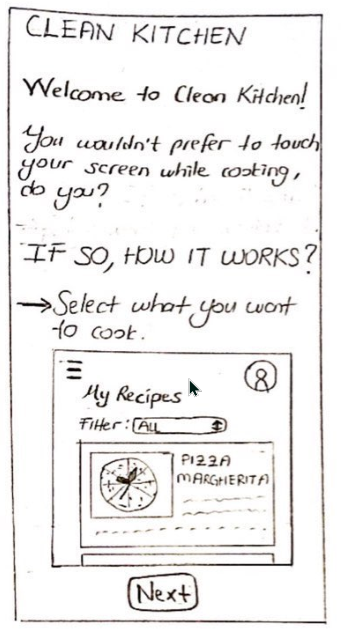 CLEAN KITCHEN
Welcome to Clean Kitchen!
You wouldn't prefer to touch
your screen while cooking,
do you?
IF SO, HOW IT WORKS?
→Select what you want
to cook.
My Recipes
Filter: ALL
PIZZA
MARGHERITA
Next